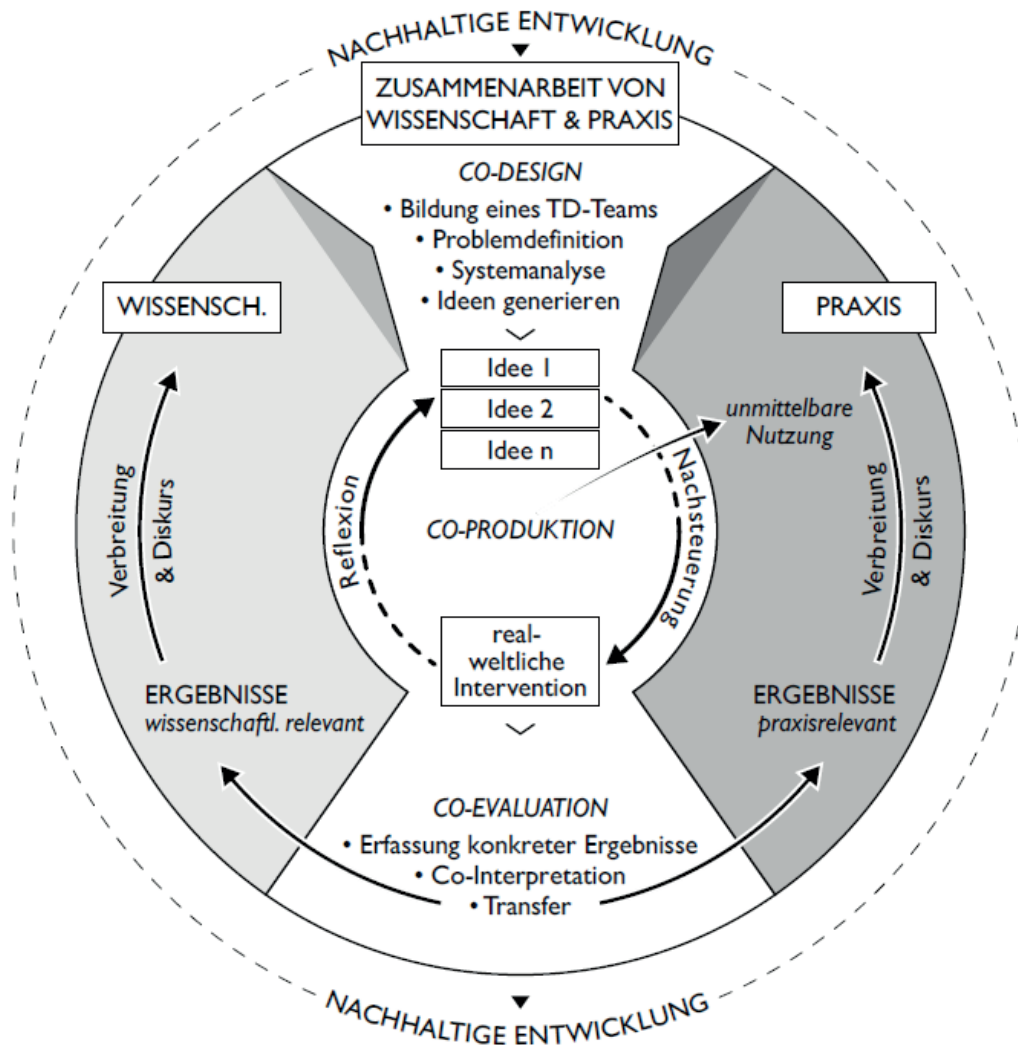 NACHHALTIGE ENTWICKLUNG
ZUSAMMENARBEIT VON
WISSENSCHAFT & PRAXIS
CO-DESIGN
• Bildung eines TD-Teams
• Problemdefinition
• Systemanalyse
• Ideen generieren
WISSENSCH.
PRAXIS
Idee 1
Idee 2
Idee n
unmittelbare
Nutzung
Verbreitung
& Diskurs
Reflexion
CO-PRODUKTION
Nachsteuerung
Verbreitung
& Diskurs
real-
weltliche
Intervention
ERGEBNISSE
wissenschaftl. relevant
ERGEBNISSE
praxisrelevant
CO-EVALUATION
• Erfassung konkreter Ergebnisse
• Co-Interpretation
• Transfer
NACHHALTIGE ENTWICKLUNG